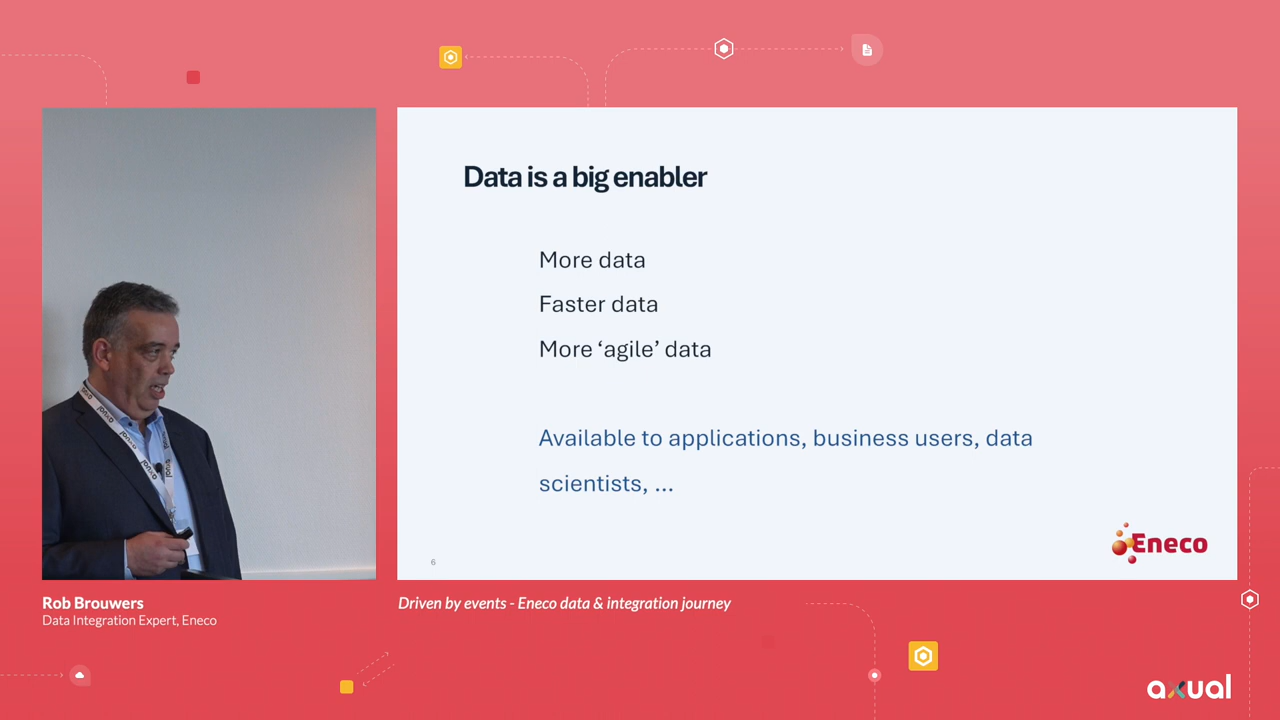 Data is a big enabler
More data
Faster data
More ‘agile’ data
Available to applications, business users, data
scientists, ...
Eneco
6
Rob Brouwers
Data Integration Expert, Eneco
Driven by events - Eneco data & integration journey
axual